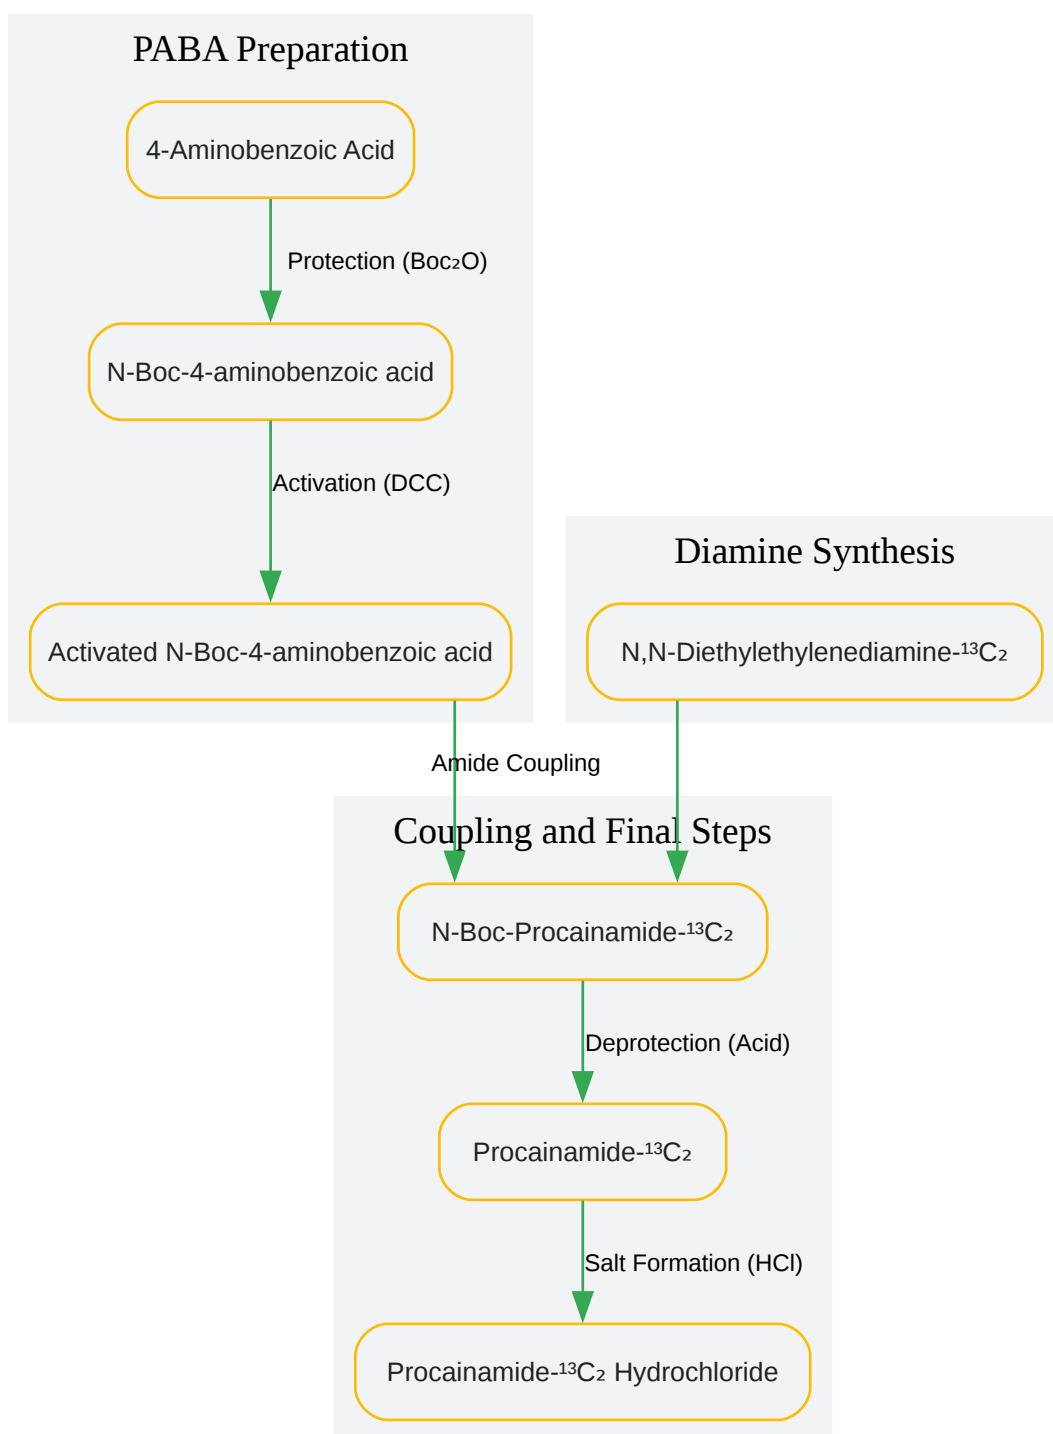 PABA Preparation
4-Aminobenzoic Acid
Protection (Boc₂O)
N-Boc-4-aminobenzoic acid
Activation (DCC)
Activated N-Boc-4-aminobenzoic acid
Diamine Synthesis
N,N-Diethylethylenediamine-¹³C₂
Amide Coupling
Coupling and Final Steps
N-Boc-Procainamide-¹³C₂
Deprotection (Acid)
Procainamide-¹³C₂
Salt Formation (HCl)
Procainamide-¹³C₂ Hydrochloride